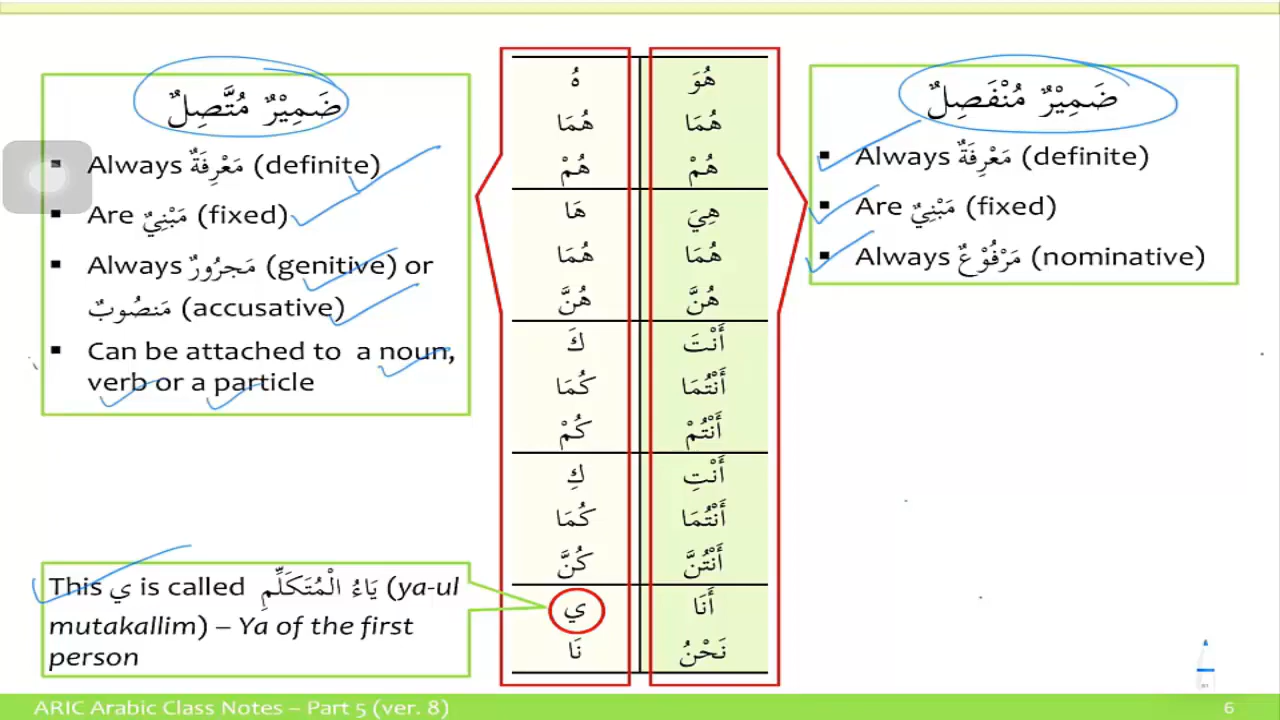 ضَمِيْرٌ مُتَّصِلٌ
▪ Always مَعْرِفَةٌ (definite)
▪ Are مَبْنِيٌ (fixed)
▪ Always مَجرُورٌ (genitive) or
مَنصُوبٌ (accusative)
▪ Can be attached to a noun,
verb or a particle
This ي is called يَاءُ الْمُتَكَلِّمِ (ya-ul
mutakallim) – Ya of the first
person
هُ هُوَ
هُمَا هُمَا
هُمْ هُمْ
هَا هِيَ
هُمَا هُمَا
هُنَّ هُنَّ
كَ أَنْتَ
كُمَا أَنْتُمَا
كُمْ أَنْتُمْ
كِ أَنْتِ
كُمَا أَنْتُمَا
كُنَّ أَنْتُنَّ
ي أَنَا
نَا نَحْنُ
ضَمِيْرٌ مُنْفَصِلٌ
▪ Always مَعْرِفَةٌ (definite)
▪ Are مَبْنِيٌ (fixed)
▪ Always مَرْفُوْعٌ (nominative)
ARIC Arabic Class Notes – Part 5 (ver. 8)
6